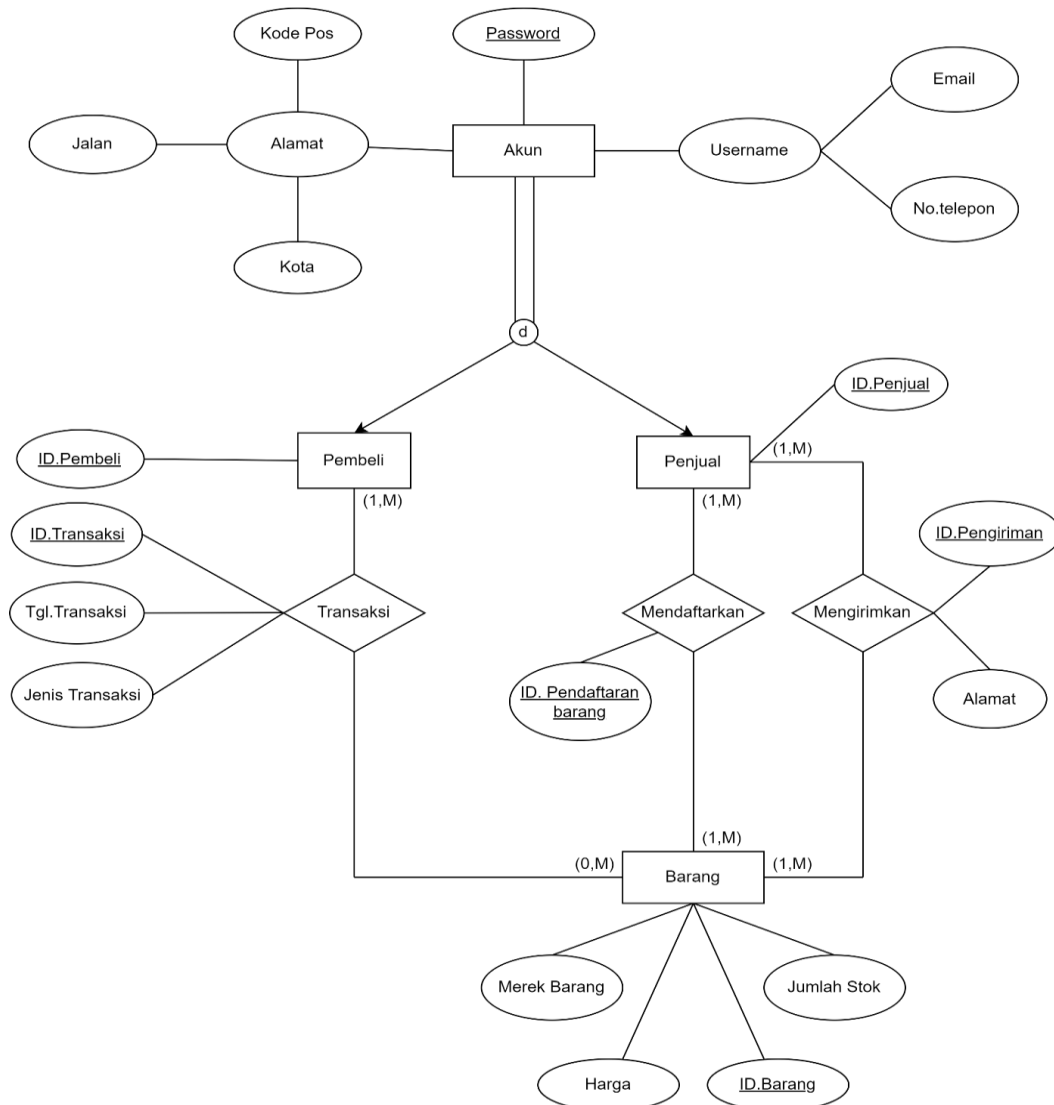 Kode Pos
Password
Email
Jalan
Alamat
Akun
Username
No.telepon
Kota
d
ID.Penjual
ID.Pembeli
Pembeli
Penjual
(1,M)
(1,M)
(1,M)
ID.Transaksi
ID.Pengiriman
Tgl.Transaksi
Transaksi
Mendaftarkan
Mengirimkan
Jenis Transaksi
ID. Pendaftaran
barang
Alamat
(1,M)
(0,M)
Barang
(1,M)
Merek Barang
Jumlah Stok
Harga
ID.Barang